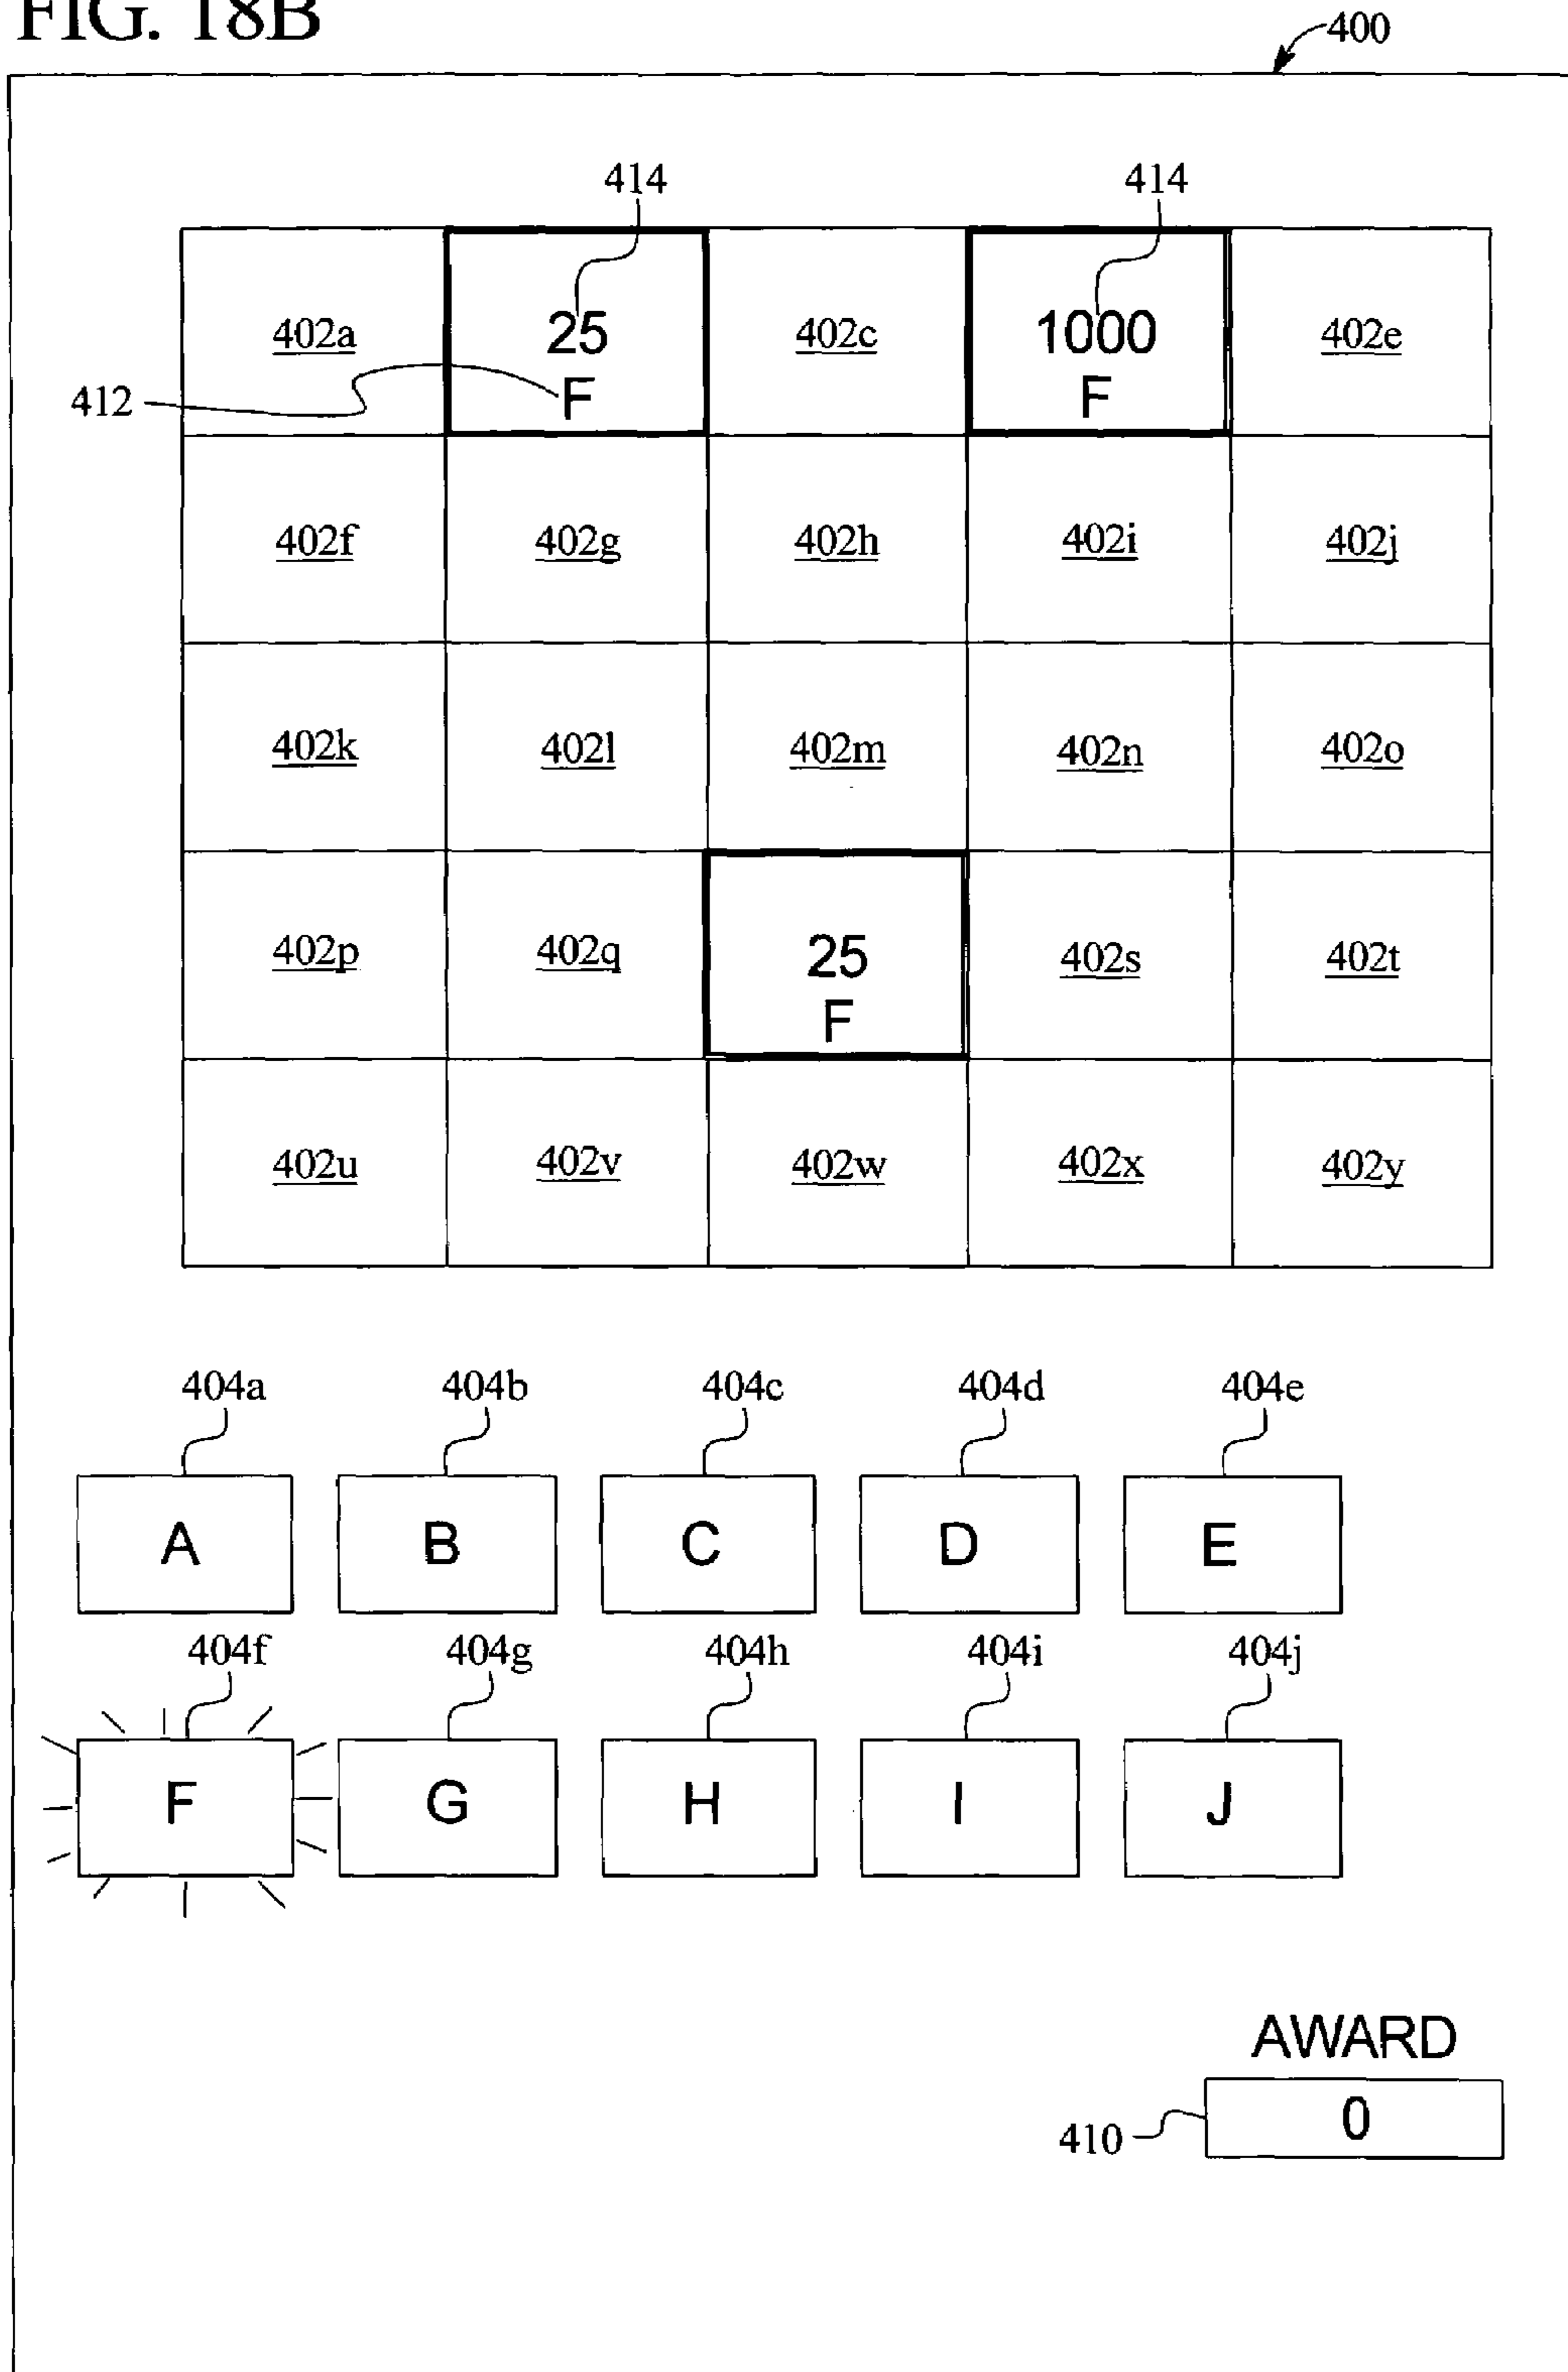 FIG. 18B
400
414 414
402a 25 402c 1000 402e
412 F F
402f 402g 402h 402i 402j
402k 402l 402m 402n 402o
402p 402q 25 402s 402t
F
402u 402v 402w 402x 402y
404a 404b 404c 404d 404e
A B C D E
404f 404g 404h 404i 404j
F G H I J
AWARD
410 0